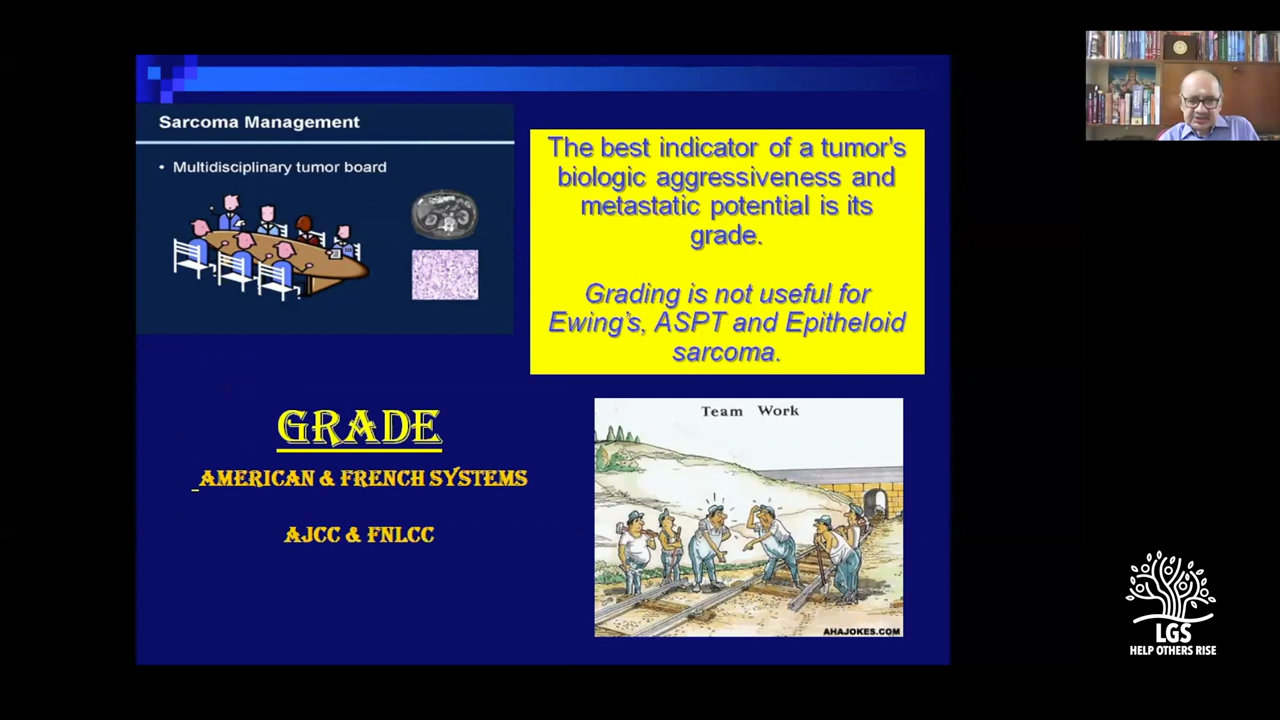 Sarcoma Management
• Multidisciplinary tumor board
The best indicator of a tumor's
biologic aggressiveness and
metastatic potential is its
grade.
Grading is not useful for
Ewing's, ASPT and Epitheloid
sarcoma.
GRADE
AMERICAN & FRENCH SYSTEMS
AJCC & FNLCC
Team Work
AHAJOKES.COM
LGS
HELP OTHERS RISE